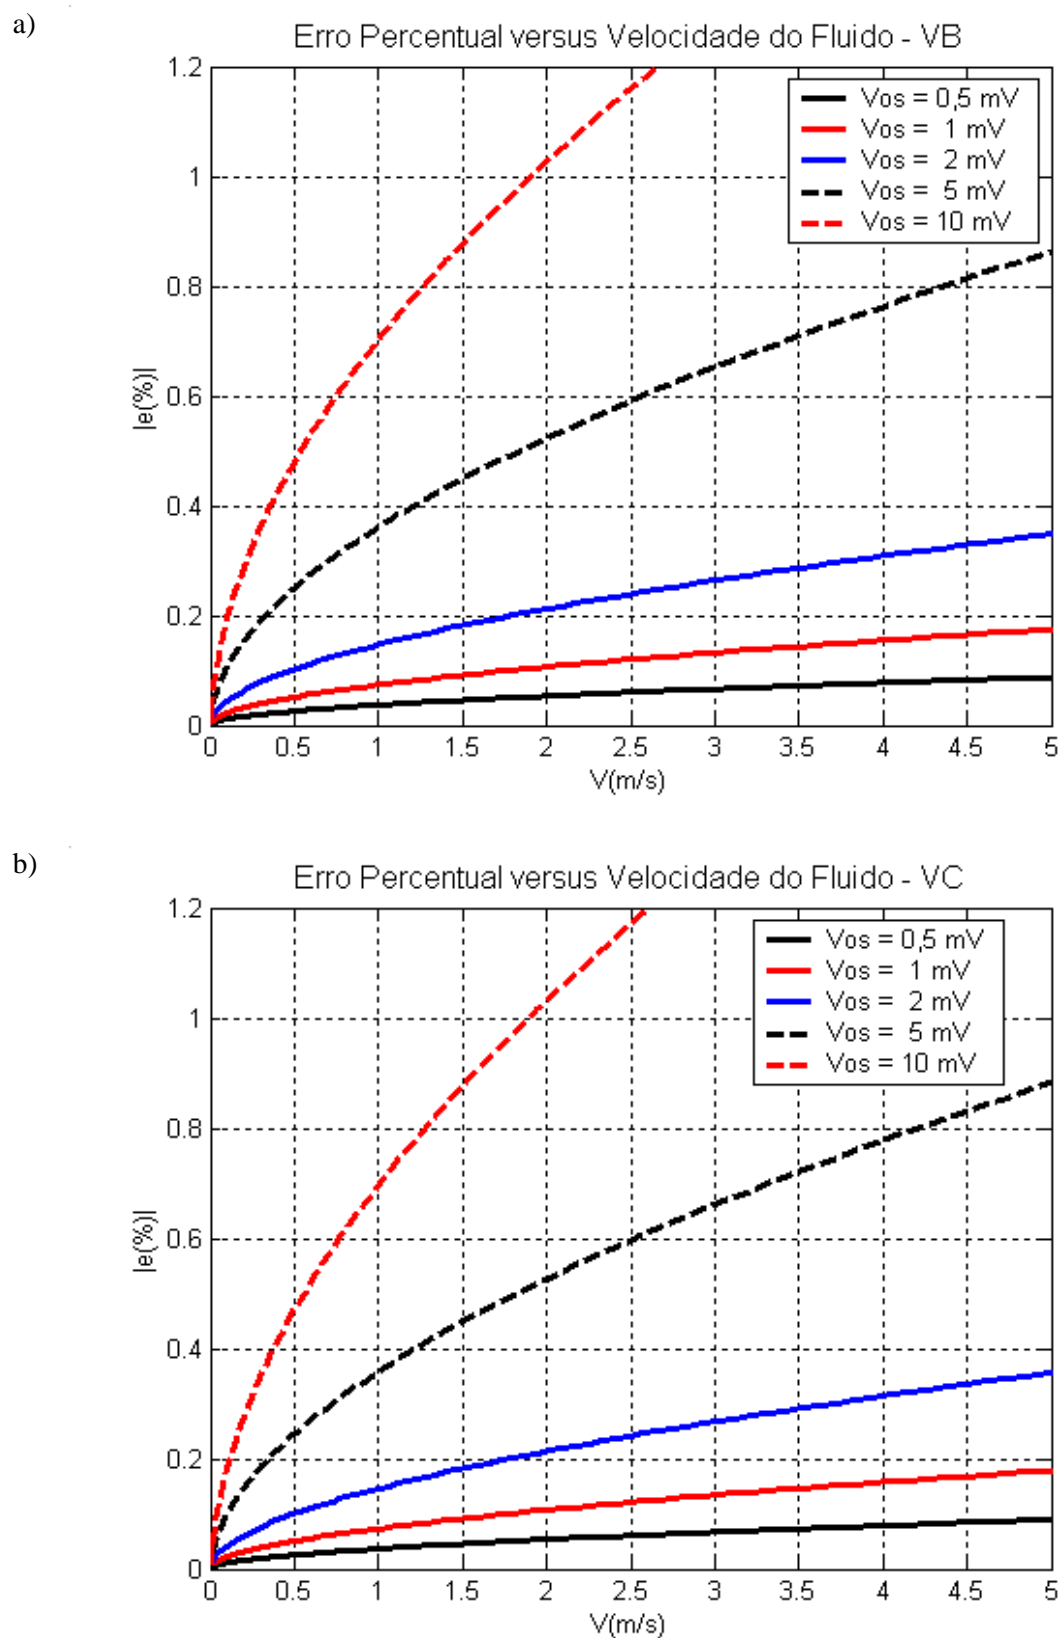 a)
Erro Percentual versus Velocidade do Fluido - VB
1.2
1
0.8
0.6
0.4
0.2
0
|e(%)|
Vos = 0,5 mV
Vos = 1 mV
Vos = 2 mV
Vos = 5 mV
Vos = 10 mV
0 0.5 1 1.5 2 2.5 3 3.5 4 4.5 5
V(m/s)
b)
Erro Percentual versus Velocidade do Fluido - VC
1.2
1
0.8
0.6
0.4
0.2
0
|e(%)|
Vos = 0,5 mV
Vos = 1 mV
Vos = 2 mV
Vos = 5 mV
Vos = 10 mV
0 0.5 1 1.5 2 2.5 3 3.5 4 4.5 5
V(m/s)